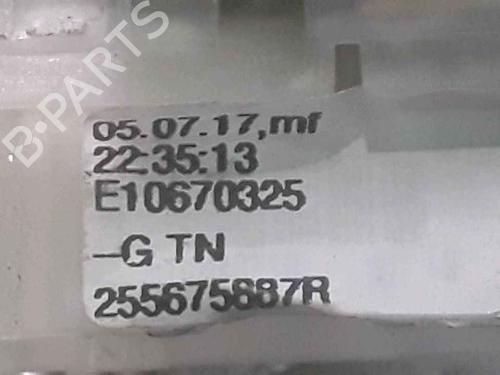 B·PARTS
05.07.17,mf
22:35:13
E10670325
-G TN
255675887R